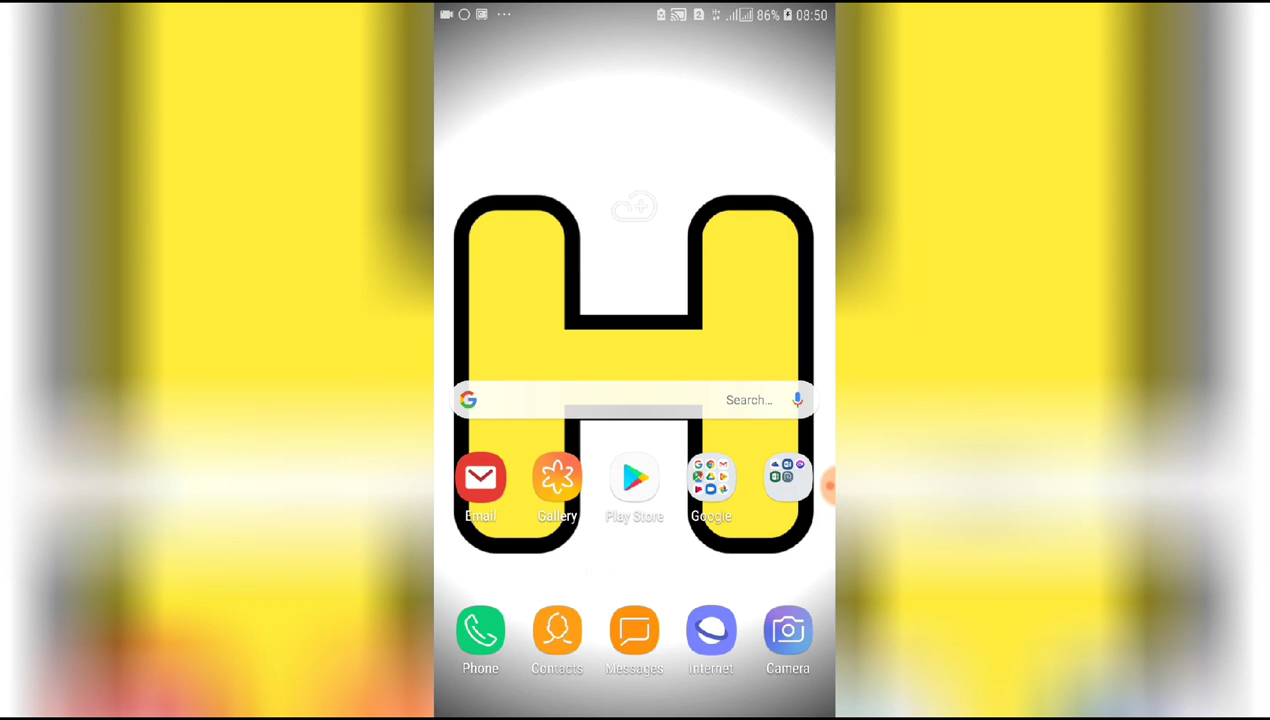 86% 08:50
H
G Search...
Email Gallery Play Store Google
Phone Contacts Messages Internet Camera